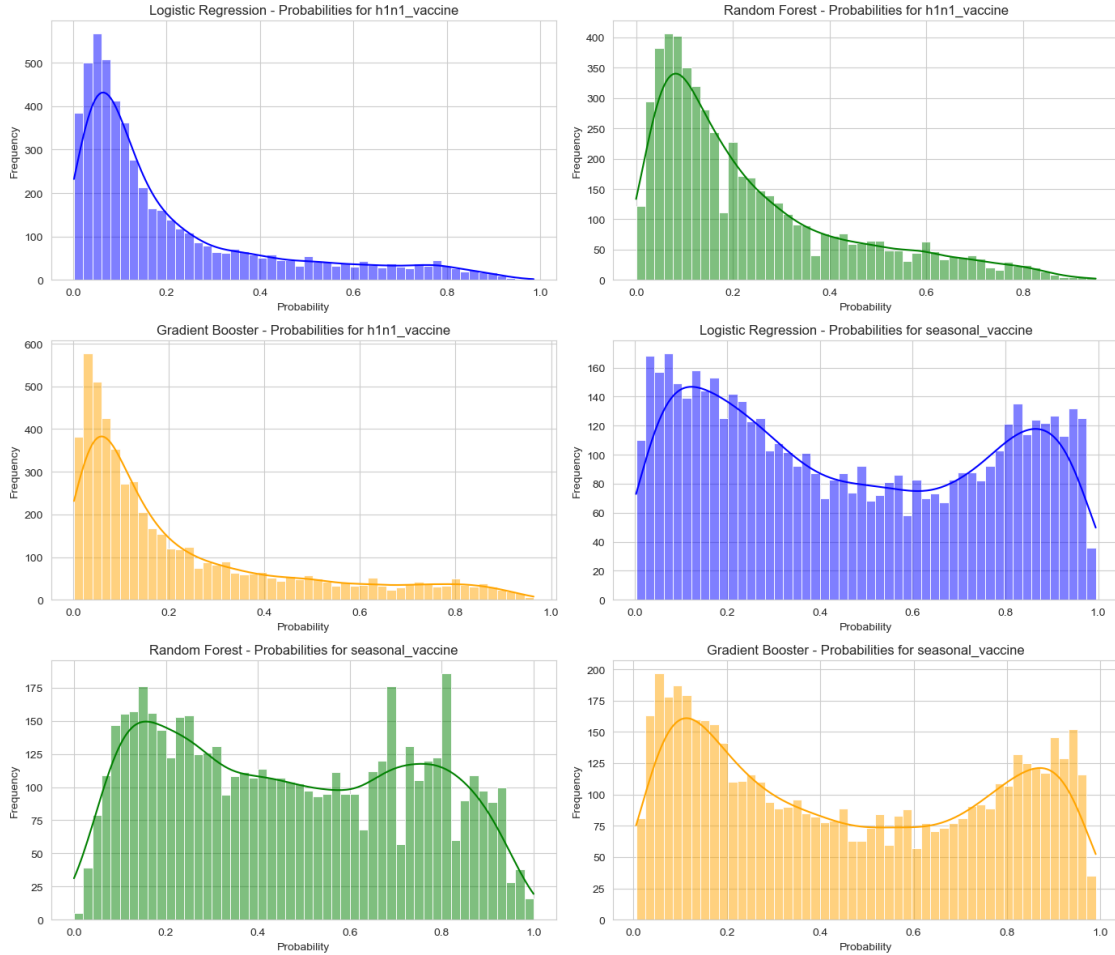 Logistic Regression - Probabilities for h1n1_vaccine
Frequency
500
400
300
200
100
0
0.0 0.2 0.4 0.6 0.8 1.0
Probability
Random Forest - Probabilities for h1n1_vaccine
Frequency
400
350
300
250
200
150
100
50
0
0.0 0.2 0.4 0.6 0.8
Probability
Gradient Booster - Probabilities for h1n1_vaccine
Frequency
600
500
400
300
200
100
0
0.0 0.2 0.4 0.6 0.8 1.0
Probability
Logistic Regression - Probabilities for seasonal_vaccine
Frequency
160
140
120
100
80
60
40
20
0
0.0 0.2 0.4 0.6 0.8 1.0
Probability
Random Forest - Probabilities for seasonal_vaccine
Frequency
175
150
125
100
75
50
25
0
0.0 0.2 0.4 0.6 0.8 1.0
Probability
Gradient Booster - Probabilities for seasonal_vaccine
Frequency
200
175
150
125
100
75
50
25
0
0.0 0.2 0.4 0.6 0.8 1.0
Probability